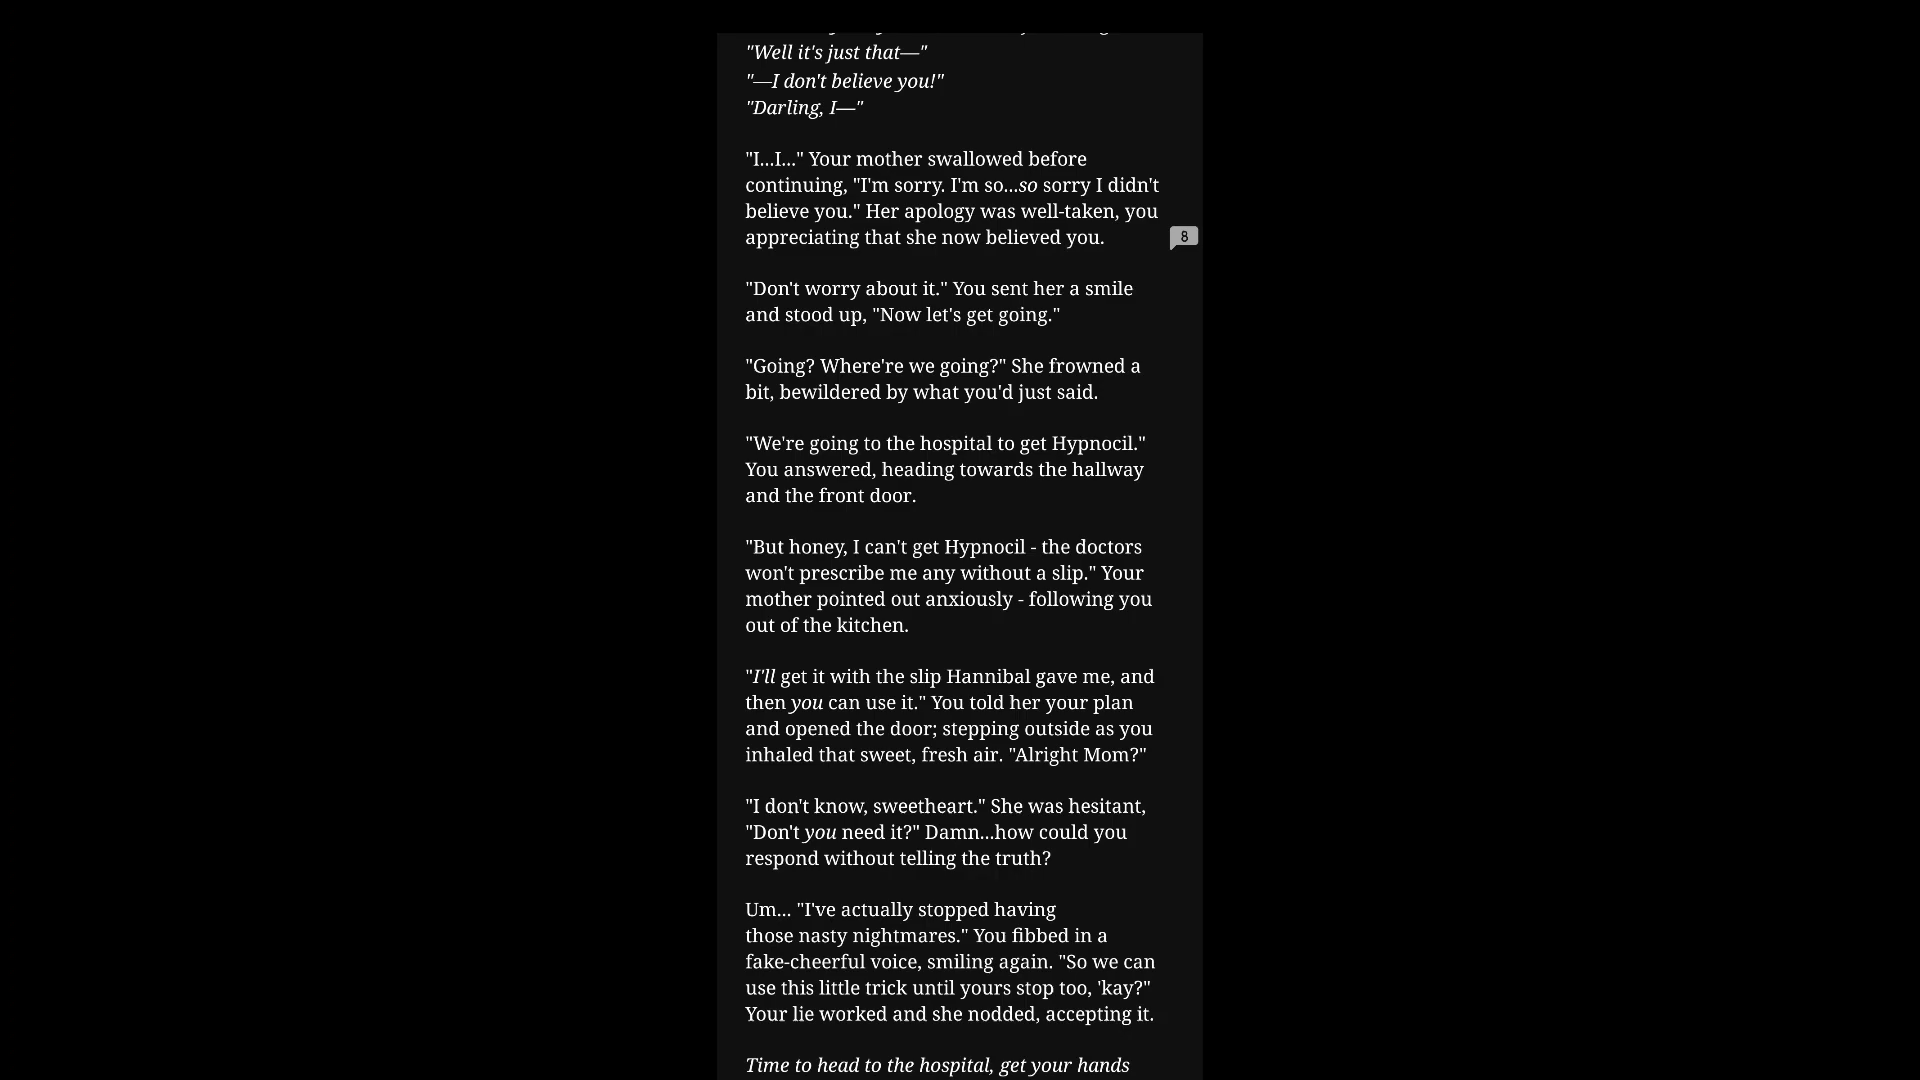 "Well it's just that—"
"—I don't believe you!"
"Darling, I—"
"I...I..." Your mother swallowed before
continuing, "I'm sorry. I'm so...so sorry I didn't
believe you." Her apology was well-taken, you
appreciating that she now believed you.
8
"Don't worry about it." You sent her a smile
and stood up, "Now let's get going."
"Going? Where're we going?" She frowned a
bit, bewildered by what you'd just said.
"We're going to the hospital to get Hypnocil."
You answered, heading towards the hallway
and the front door.
"But honey, I can't get Hypnocil - the doctors
won't prescribe me any without a slip." Your
mother pointed out anxiously - following you
out of the kitchen.
"I'll get it with the slip Hannibal gave me, and
then you can use it." You told her your plan
and opened the door; stepping outside as you
inhaled that sweet, fresh air. "Alright Mom?"
"I don't know, sweetheart." She was hesitant,
"Don't you need it?" Damn...how could you
respond without telling the truth?
Um... "I've actually stopped having
those nasty nightmares." You fibbed in a
fake-cheerful voice, smiling again. "So we can
use this little trick until yours stop too, 'kay?"
Your lie worked and she nodded, accepting it.
Time to head to the hospital, get your hands